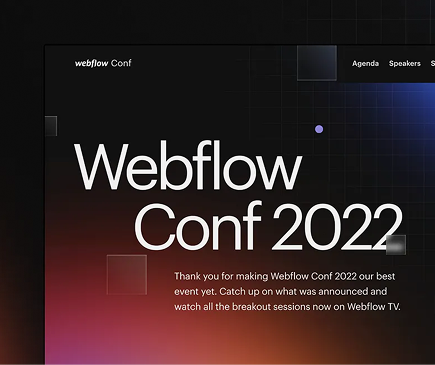 webflow Conf
Agenda Speakers S
Webflow
Conf 2022
Thank you for making Webflow Conf 2022 our best
event yet. Catch up on what was announced and
watch all the breakout sessions now on Webflow TV.